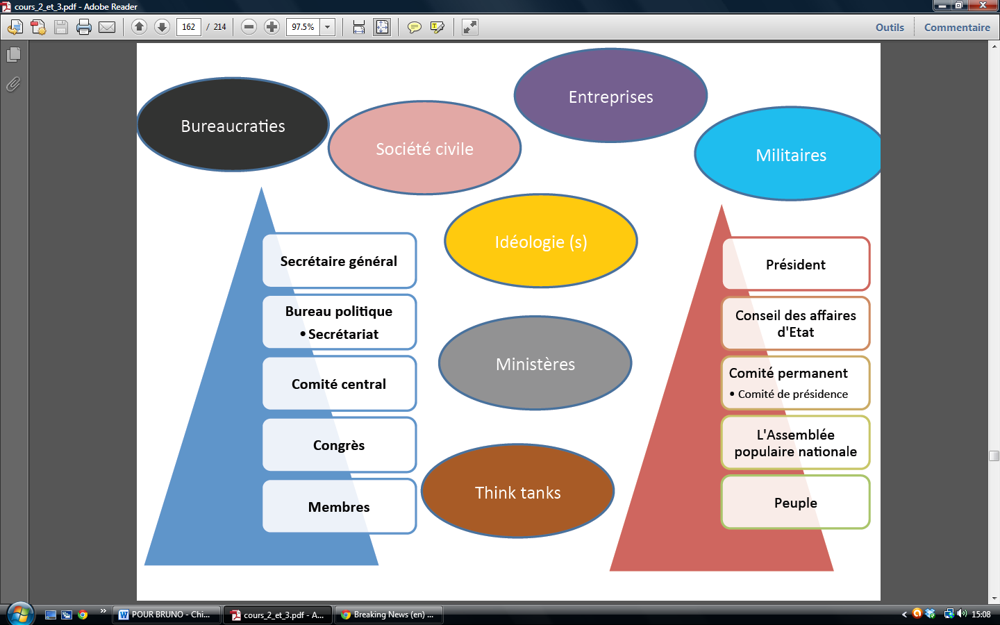 cours_2_et_3.pdf - Adobe Reader
162 / 214
97.5%
Outils
Commentaire
Bureaucraties
Société civile
Entreprises
Militaires
Idéologie (s)
Ministères
Think tanks
Secrétaire général
Bureau politique
• Secrétariat
Comité central
Congrès
Membres
Président
Conseil des affaires
d'Etat
Comité permanent
• Comité de présidence
L'Assemblée
populaire nationale
Peuple
POUR BRUNO - Chi...
cours_2_et_3.pdf - A...
Breaking News (en) ...
15:08